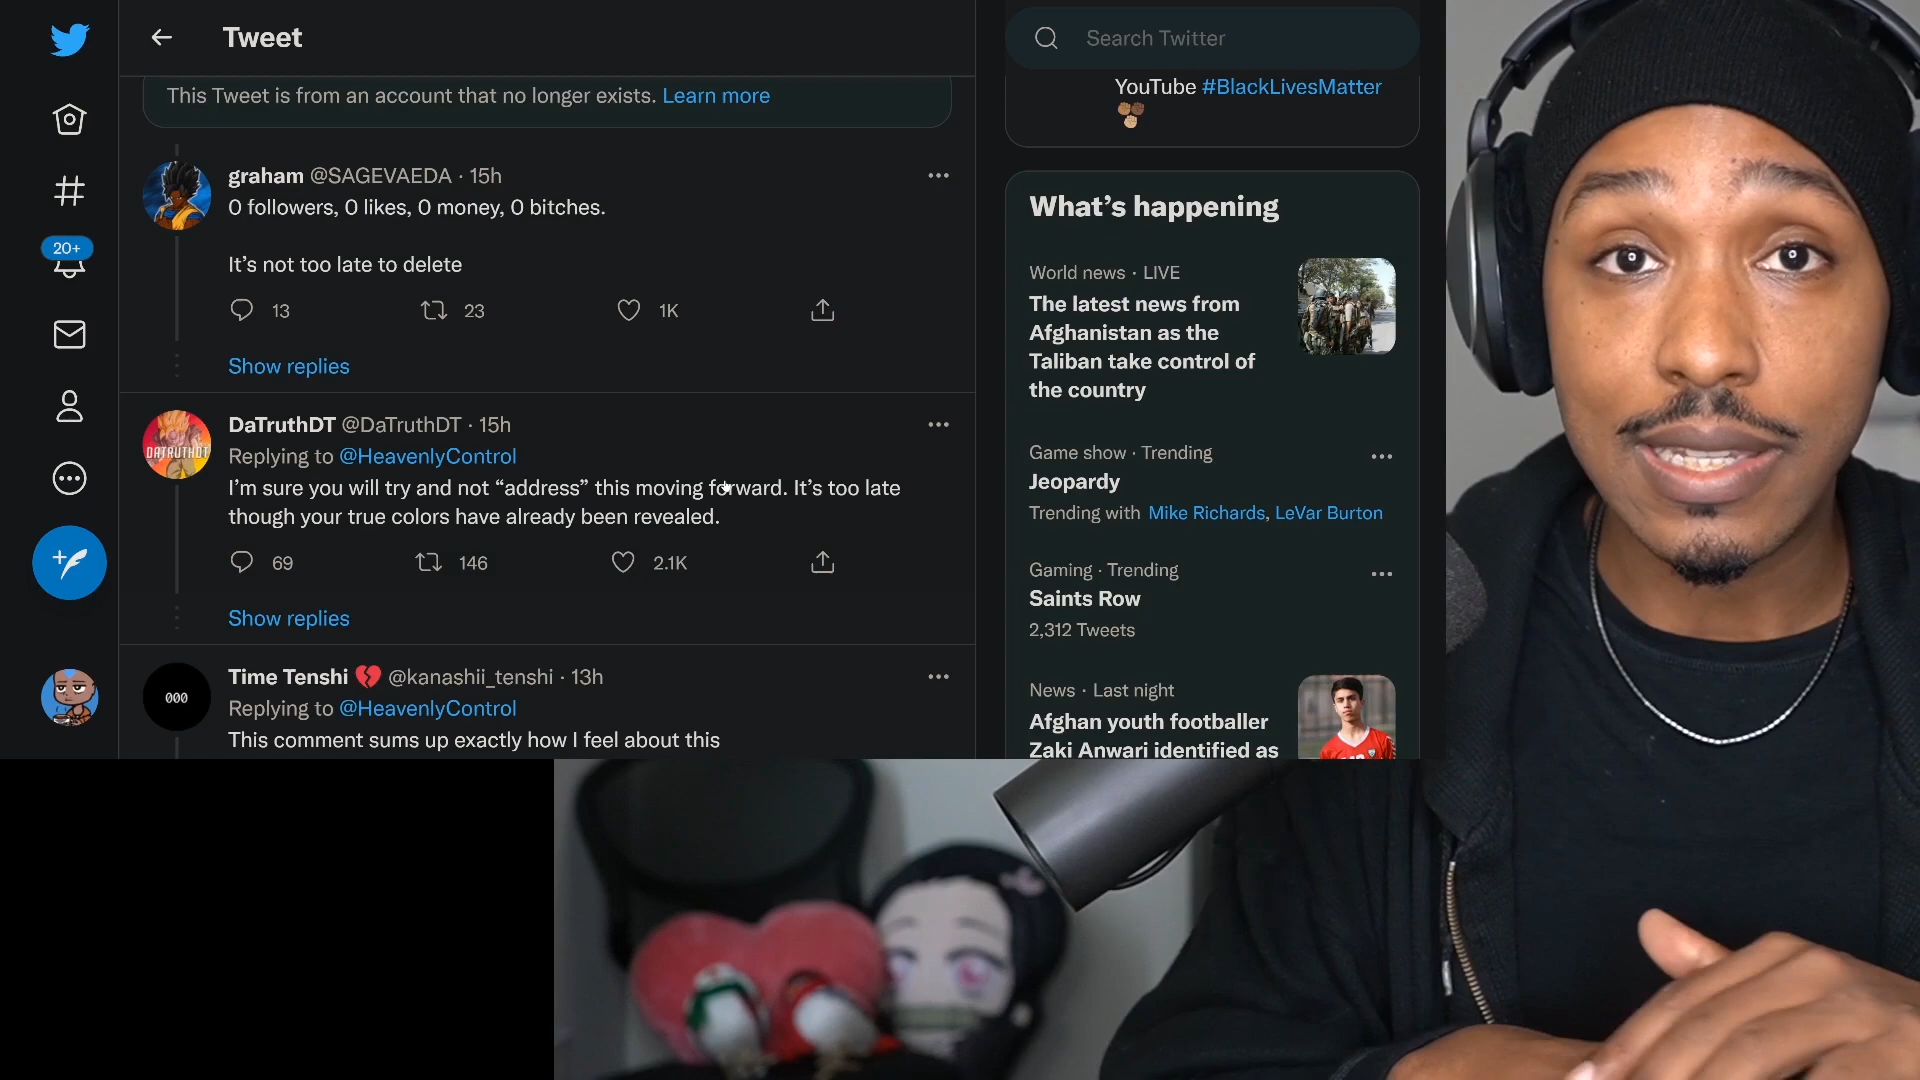 Tweet
This Tweet is from an account that no longer exists. Learn more
graham @SAGEVAEDA · 15h
0 followers, 0 likes, 0 money, 0 bitches.
It’s not too late to delete
13 23 1K
Show replies
DaTruthDT @DaTruthDT · 15h
DATRUTHDT
Replying to @HeavenlyControl
I’m sure you will try and not “address” this moving forward. It’s too late
though your true colors have already been revealed.
69 146 2.1K
Show replies
Time Tenshi 💔 @kanashii_tenshi · 13h
000
Replying to @HeavenlyControl
This comment sums up exactly how I feel about this
20+
Search Twitter
YouTube #BlackLivesMatter
What’s happening
World news · LIVE
The latest news from
Afghanistan as the
Taliban take control of
the country
Game show · Trending
Jeopardy
Trending with Mike Richards, LeVar Burton
Gaming · Trending
Saints Row
2,312 Tweets
News · Last night
Afghan youth footballer
Zaki Anwari identified as